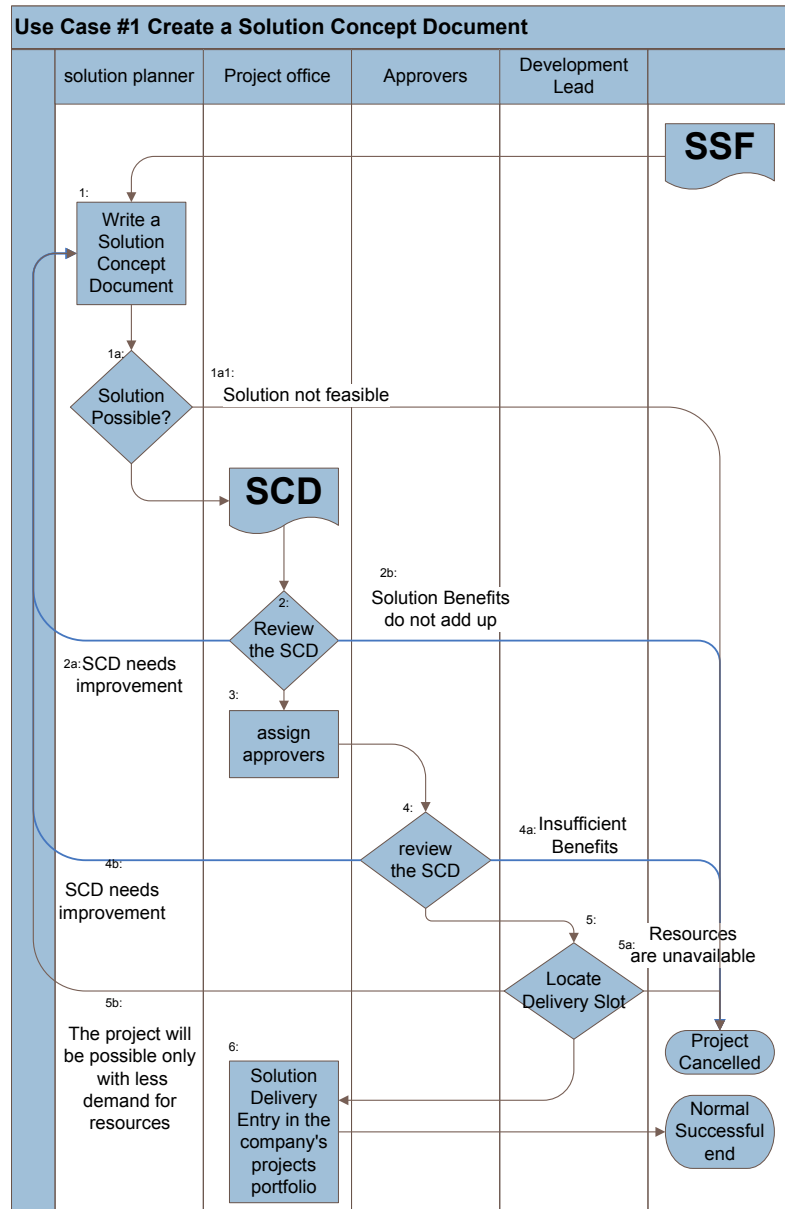 Use Case #1 Create a Solution Concept Document
solution planner
Project office
Approvers
Development
Lead
SSF
1:
Write a
Solution
Concept
Document
1a:
Solution
Possible?
1a1:
Solution not feasible
SCD
2b:
Solution Benefits
do not add up
2:
Review
the SCD
2a: SCD needs
improvement
3:
assign
approvers
4:
review
the SCD
4a: Insufficient
Benefits
4b:
SCD needs
improvement
5:
Locate
Delivery Slot
5a: Resources
are unavailable
5b:
The project will
be possible only
with less
demand for
resources
Project
Cancelled
6:
Solution
Delivery
Entry in the
company's
projects
portfolio
Normal
Successful
end